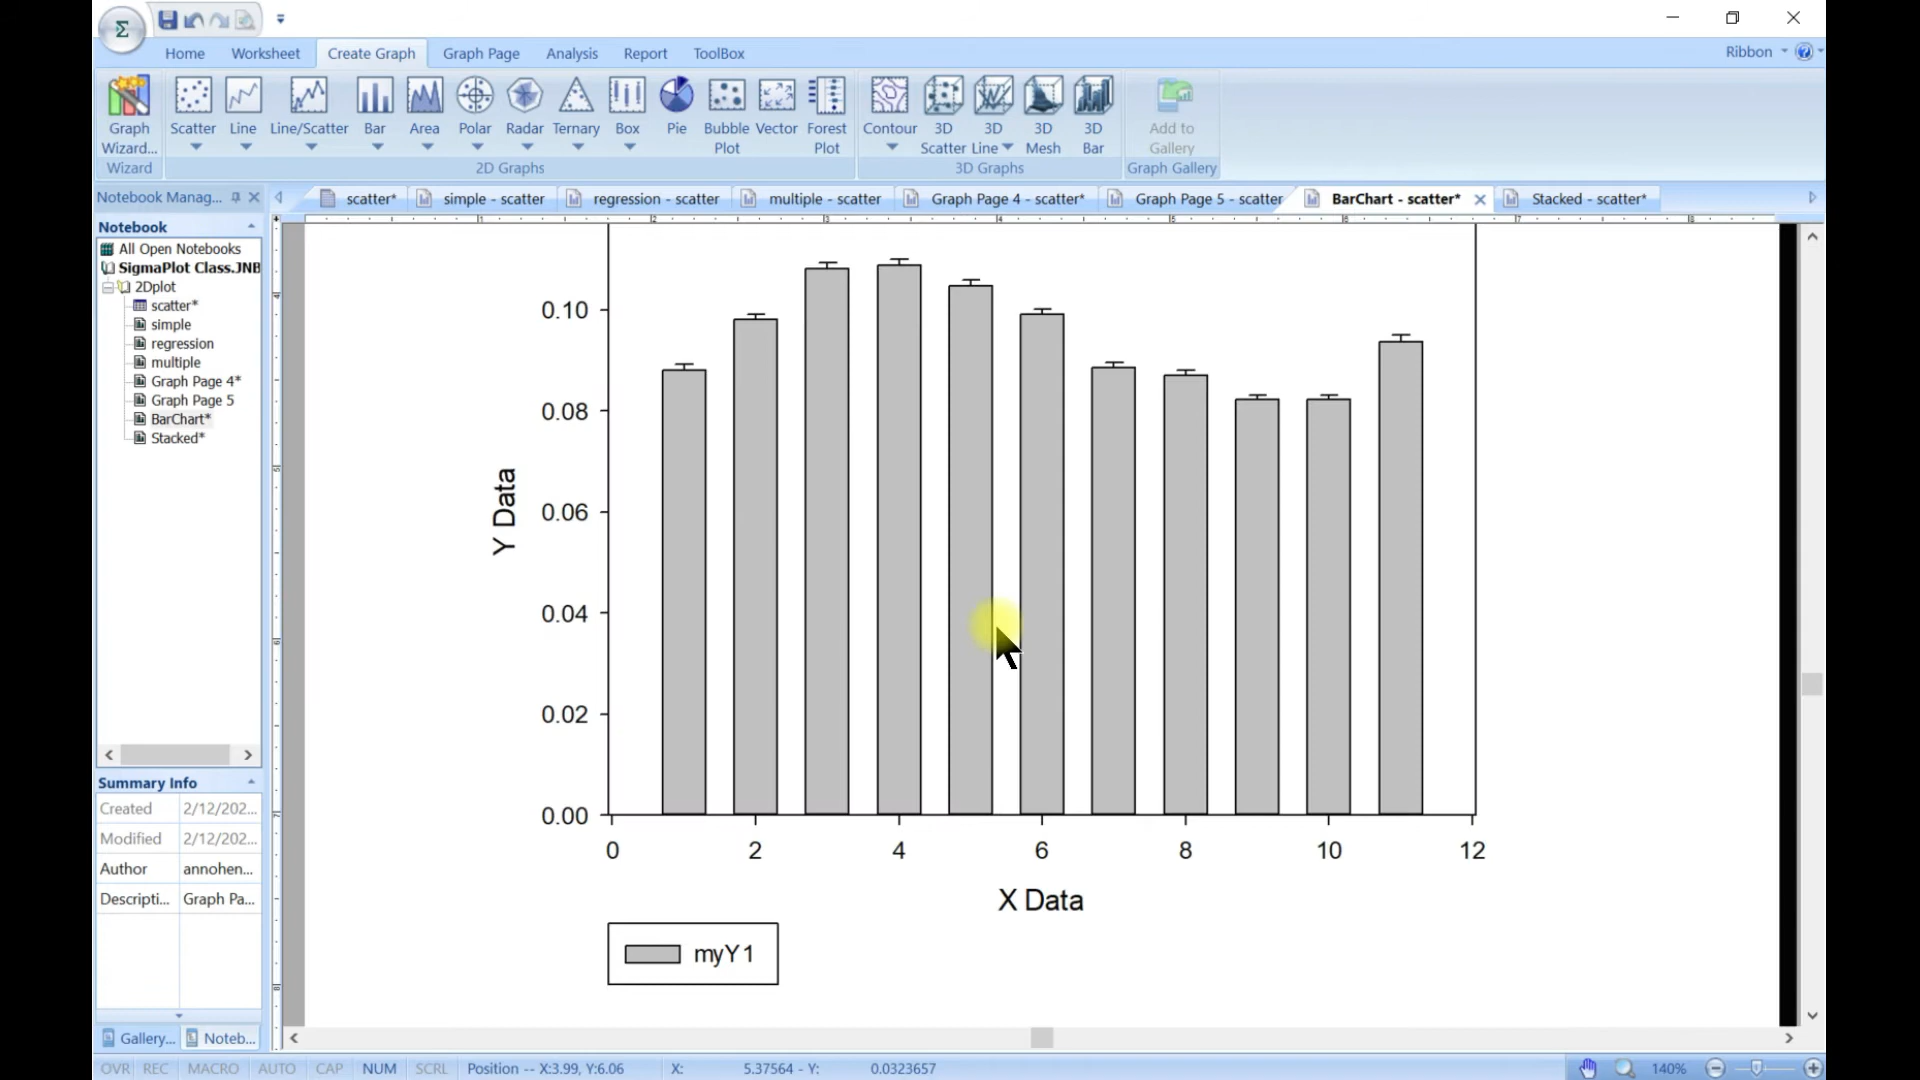 Σ
Home Worksheet Create Graph Graph Page Analysis Report ToolBox Ribbon
Graph Wizard...
Scatter Line Line/Scatter Bar Area Polar Radar Ternary Box Pie Bubble Plot Vector Forest Plot
Contour 3D Scatter 3D Line 3D Mesh 3D Bar
Add to Gallery
Wizard 2D Graphs 3D Graphs Graph Gallery
Notebook Manag...
scatter* simple - scatter regression - scatter multiple - scatter Graph Page 4 - scatter* Graph Page 5 - scatter BarChart - scatter* Stacked - scatter*
Notebook
All Open Notebooks
SigmaPlot Class.JNB
2Dplot
scatter*
simple
regression
multiple
Graph Page 4*
Graph Page 5
BarChart*
Stacked*
Summary Info
Created 2/12/202...
Modified 2/12/202...
Author annohen...
Descripti... Graph Pa...
Gallery... Noteb...
0.10
0.08
0.06
0.04
0.02
0.00
Y Data
0 2 4 6 8 10 12
X Data
myY1
OVR REC MACRO AUTO CAP NUM SCRL Position -- X:3.99, Y:6.06 X: 5.37564 - Y: 0.0323657 140%